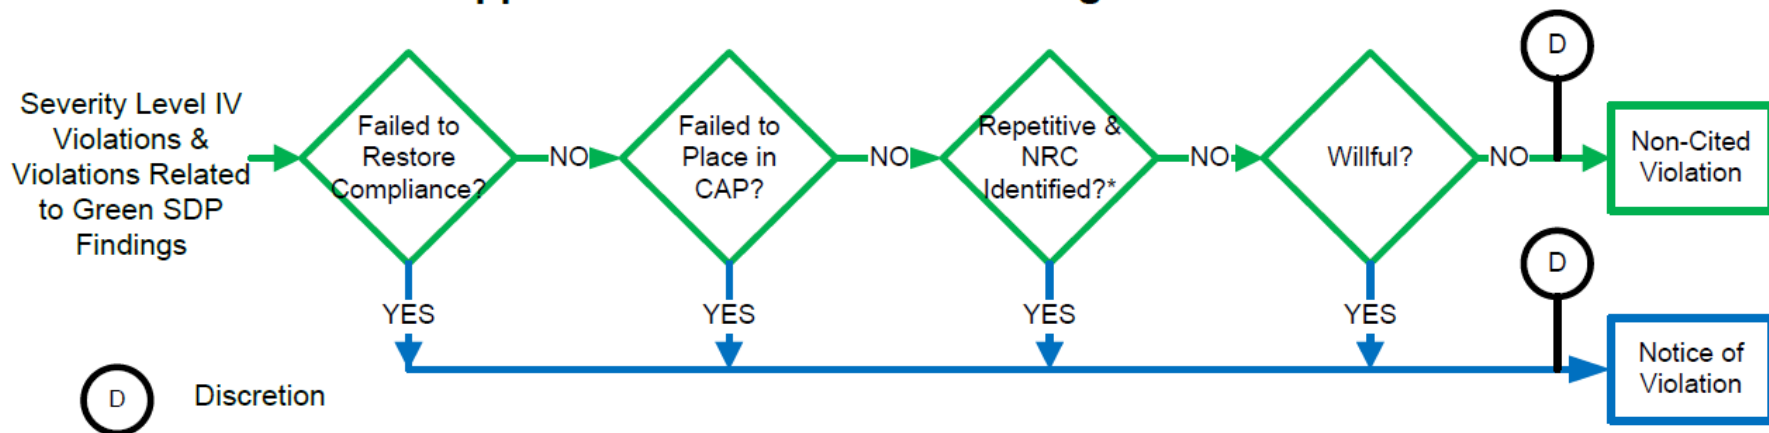 D
Severity Level IV
Violations &
Violations Related
to Green SDP
Findings
Failed to
Restore
Compliance?
NO
Failed to
Place in
CAP?
NO
Repetitive &
NRC
Identified?*
NO
Willful?
NO
Non-Cited
Violation
YES
YES
YES
YES
D
Notice of
Violation
D
Discretion